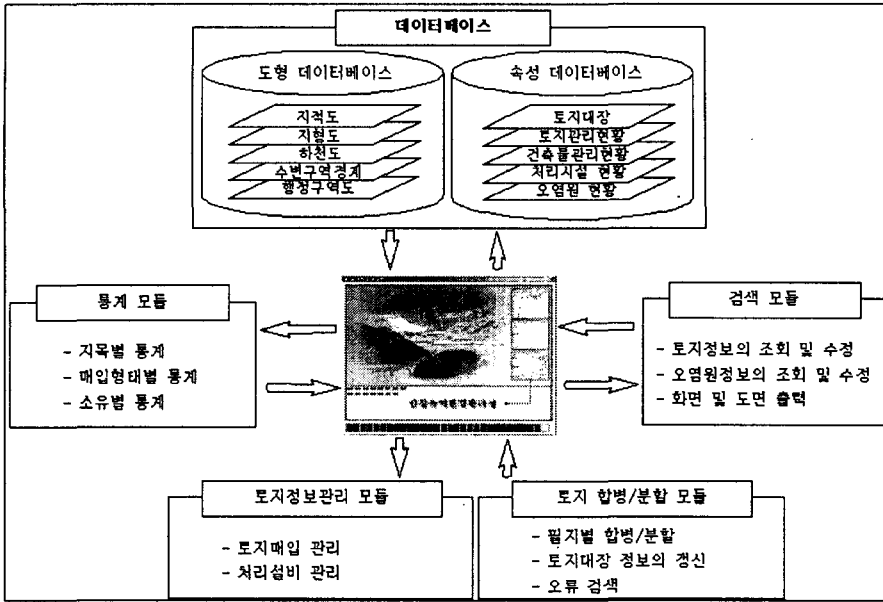 데이터베이스
도형 데이터베이스
지적도
지형도
하천도
수변구역경계
행정구역도
속성 데이터베이스
토지대장
토지관리현황
건축물관리현황
처리시설 현황
오염원 현황
통계 모듈
- 지목별 통계
- 매입형태별 통계
- 소유별 통계
검색 모듈
- 토지정보의 조회 및 수정
- 오염원정보의 조회 및 수정
- 화면 및 도면 출력
토지정보관리 모듈
- 토지매입 관리
- 처리설비 관리
토지 합병/분할 모듈
- 필지별 합병/분할
- 토지대장 정보의 갱신
- 오류 검색